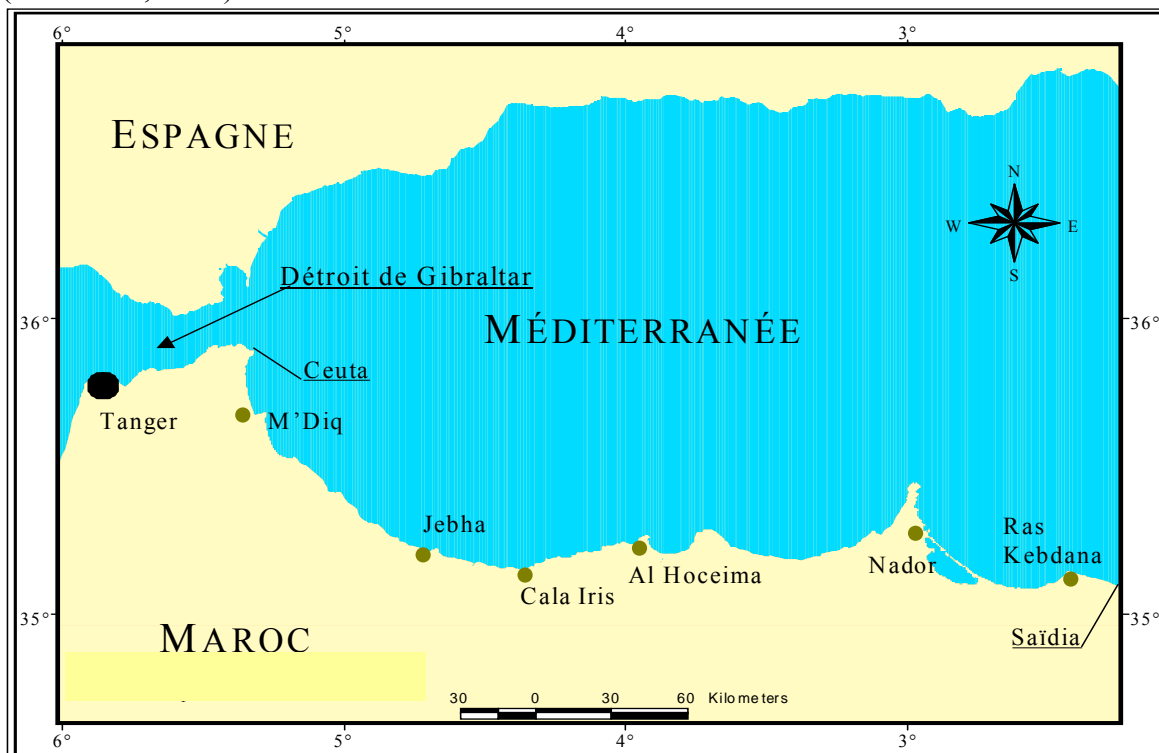 6° 5° 4° 3°
ESPAGNE
N
W E
S
Détroit de Gibraltar
36° MÉDITERRANÉE 36°
Ceuta
Tanger M'Diq
Jebha Ras
Kebdana
Nador
Al Hoceima
Cala Iris
35° 35°
MAROC Saïdia
30 0 30 60 Kilometers
6° 5° 4° 3°